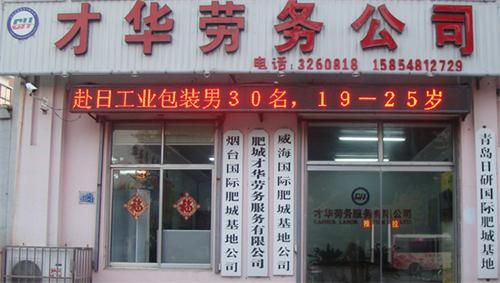 才华劳务公司
电话:3260818 15854812729
赴日工业包装男30名，19－25岁
烟台国际肥城基地公司
肥城才华劳务服务有限公司
威海国际肥城基地公司
青岛日研国际肥城基地
CH
才华劳务服务有限公司
福
福